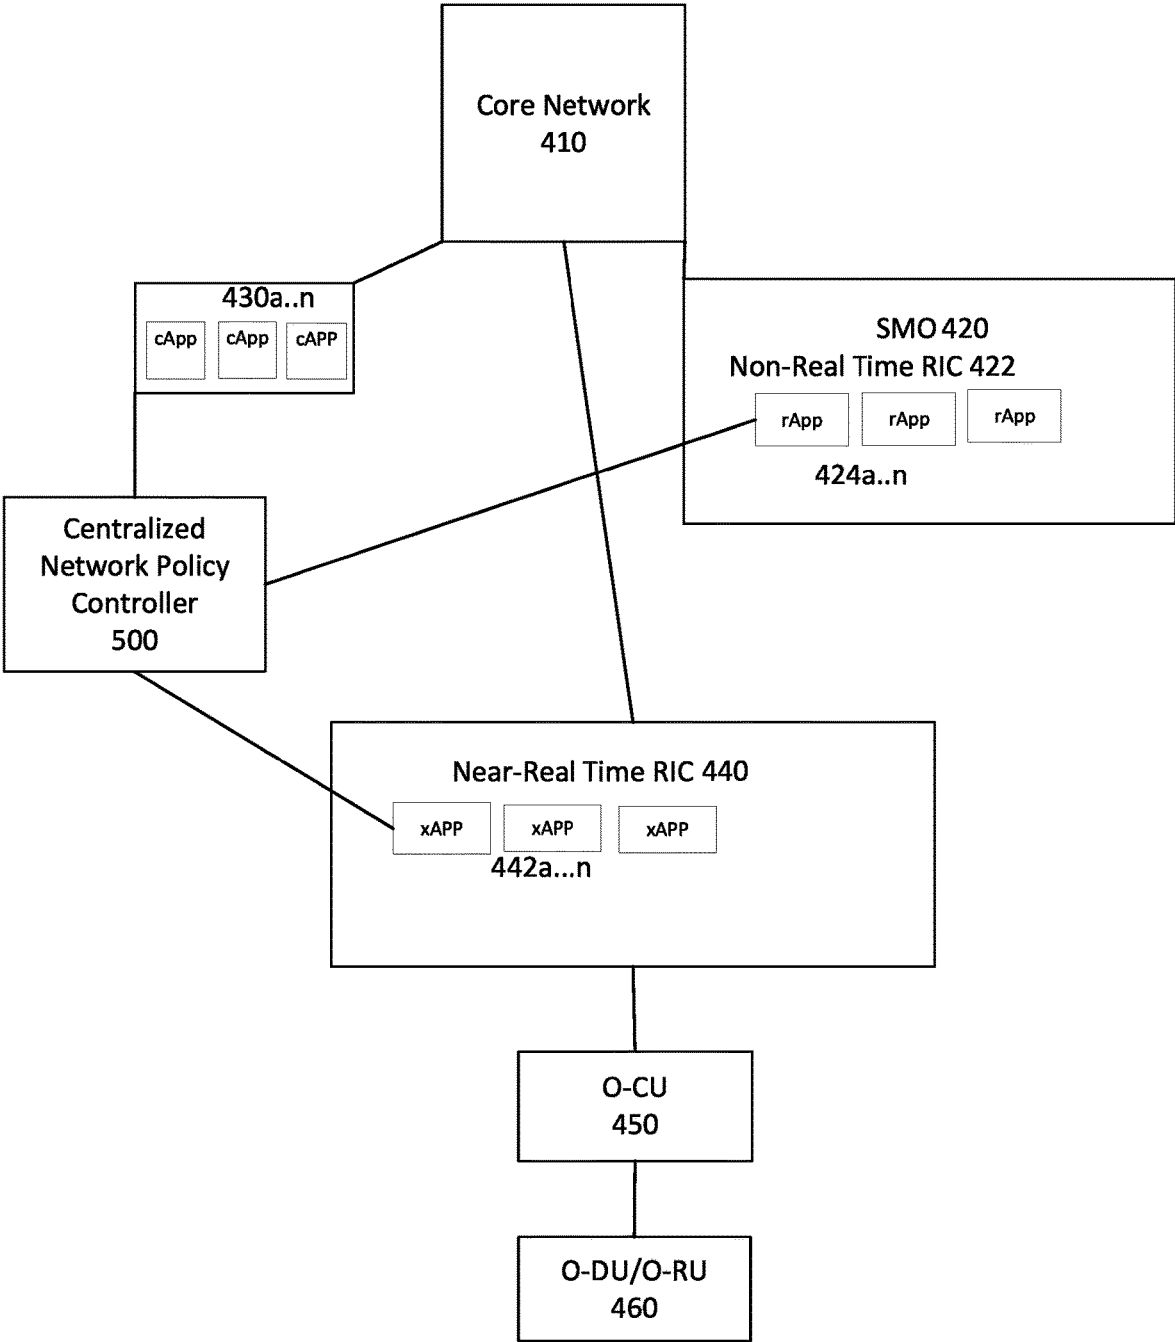 Core Network
410
430a..n
cApp cApp cAPP
SMO 420
Non-Real Time RIC 422
rApp rApp rApp
424a..n
Centralized
Network Policy
Controller
500
Near-Real Time RIC 440
xAPP xAPP xAPP
442a...n
O-CU
450
O-DU/O-RU
460